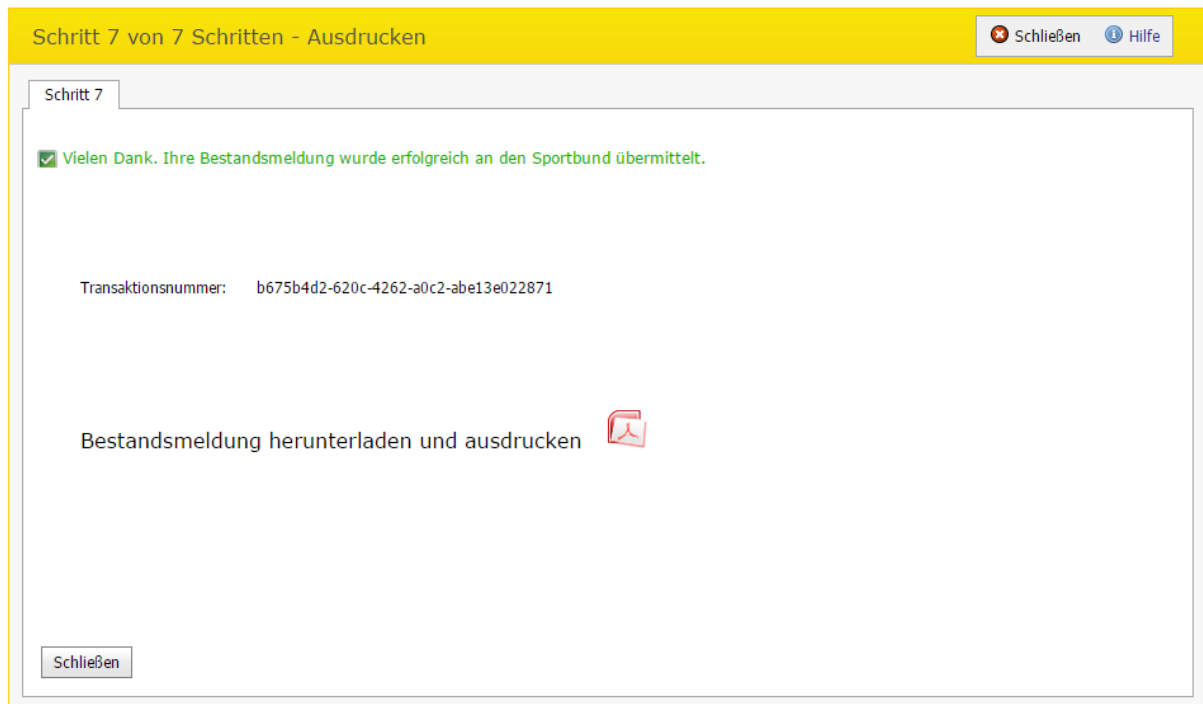 Schritt 7 von 7 Schritten - Ausdrucken
Schließen Hilfe
Schritt 7
Vielen Dank. Ihre Bestandsmeldung wurde erfolgreich an den Sportbund übermittelt.
Transaktionsnummer: b675b4d2-620c-4262-a0c2-abe13e022871
Bestandsmeldung herunterladen und ausdrucken
Schließen